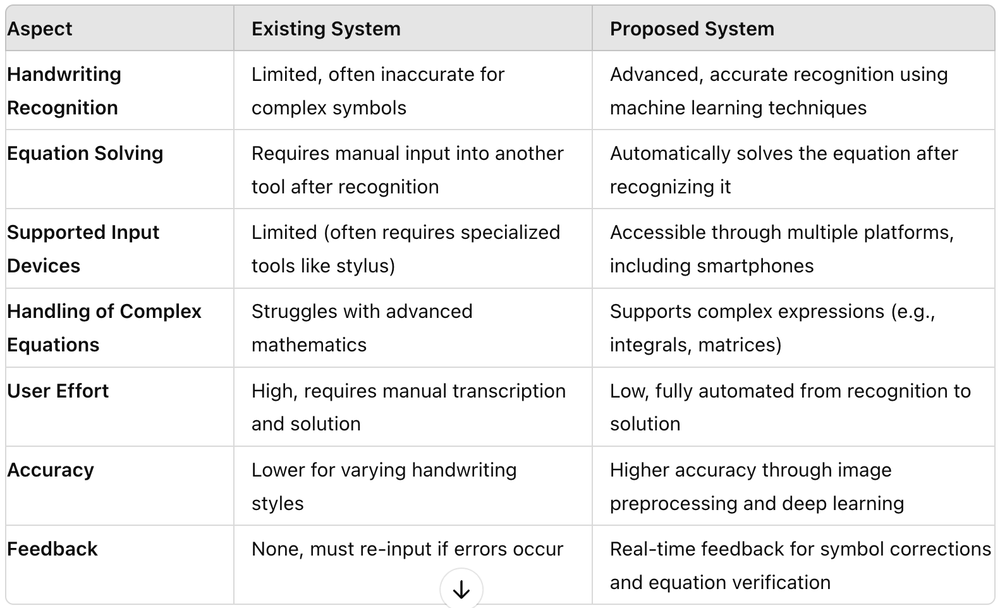 Aspect
Existing System
Proposed System
Handwriting
Recognition
Limited, often inaccurate for
complex symbols
Advanced, accurate recognition using
machine learning techniques
Equation Solving
Requires manual input into another
tool after recognition
Automatically solves the equation after
recognizing it
Supported Input
Devices
Limited (often requires specialized
tools like stylus)
Accessible through multiple platforms,
including smartphones
Handling of Complex
Equations
Struggles with advanced
mathematics
Supports complex expressions (e.g.,
integrals, matrices)
User Effort
High, requires manual transcription
and solution
Low, fully automated from recognition to
solution
Accuracy
Lower for varying handwriting
styles
Higher accuracy through image
preprocessing and deep learning
Feedback
None, must re-input if errors occur
Real-time feedback for symbol corrections
and equation verification